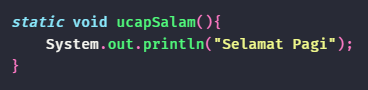 static void ucapSalam(){
    System.out.println("Selamat Pagi");
}